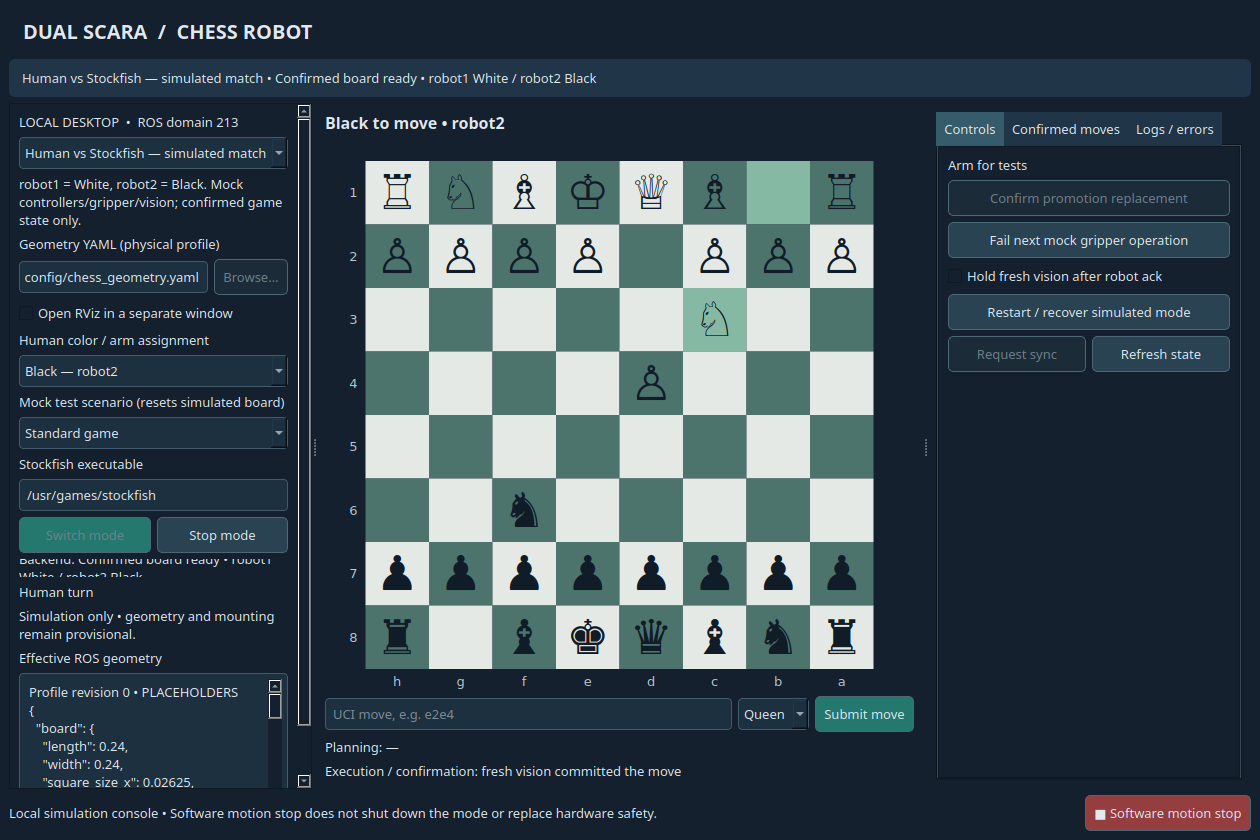 DUAL SCARA / CHESS ROBOT
Human vs Stockfish — simulated match • Confirmed board ready • robot1 White / robot2 Black
LOCAL DESKTOP • ROS domain 213
Human vs Stockfish — simulated match
robot1 = White, robot2 = Black. Mock
controllers/gripper/vision; confirmed game
state only.
Geometry YAML (physical profile)
config/chess_geometry.yaml
Browse...
Open RViz in a separate window
Human color / arm assignment
Black — robot2
Mock test scenario (resets simulated board)
Standard game
Stockfish executable
/usr/games/stockfish
Switch mode
Stop mode
Backend: Confirmed board ready • robot1
White / robot2 Black
Human turn
Simulation only • geometry and mounting
remain provisional.
Effective ROS geometry
Profile revision 0 • PLACEHOLDERS
{
"board": {
"length": 0.24,
"width": 0.24,
"square_size_x": 0.02625,
Black to move • robot2
1
2
3
4
5
6
7
8
h g f e d c b a
UCI move, e.g. e2e4
Queen
Submit move
Planning: —
Execution / confirmation: fresh vision committed the move
Controls
Confirmed moves
Logs / errors
Arm for tests
Confirm promotion replacement
Fail next mock gripper operation
Hold fresh vision after robot ack
Restart / recover simulated mode
Request sync
Refresh state
Local simulation console • Software motion stop does not shut down the mode or replace hardware safety.
Software motion stop